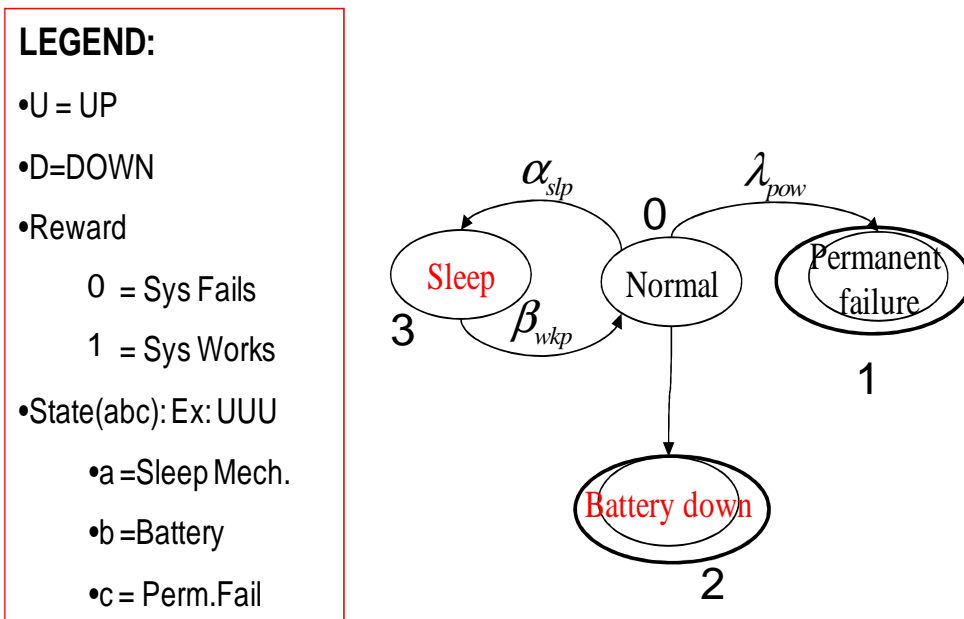 LEGEND:
•U = UP
•D=DOWN
•Reward
0 = Sys Fails
1 = Sys Works
•State(abc): Ex: UUU
•a =Sleep Mech.
•b =Battery
•c = Perm.Fail
α_slp
λ_pow
0
Sleep
Normal
Permanent
failure
3
β_wkp
1
Battery down
2